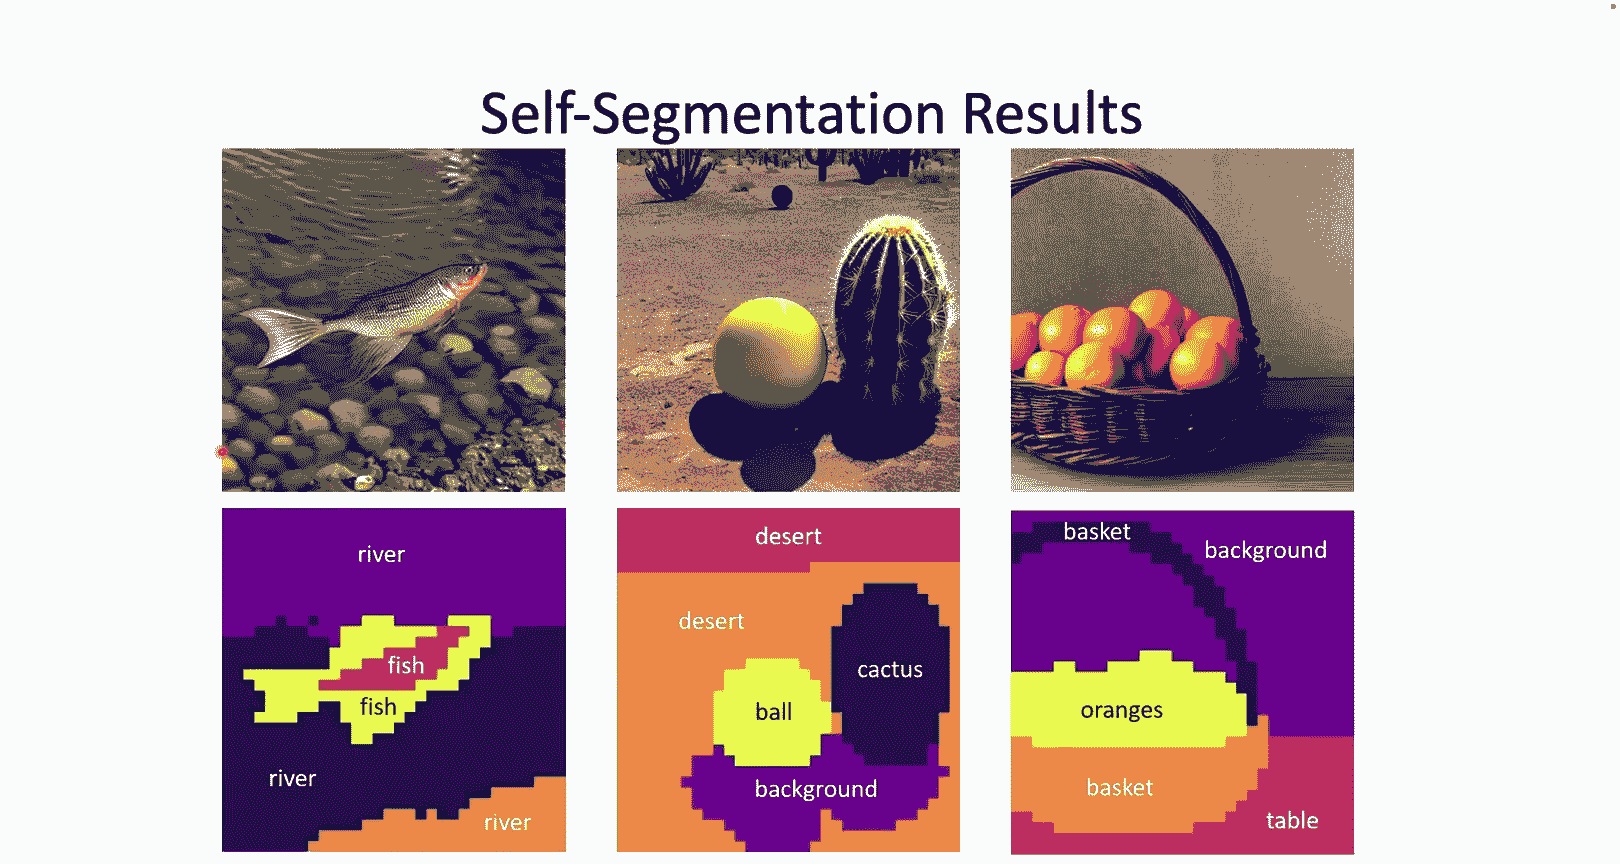 Self-Segmentation Results
river
fish
fish
river
river
desert
desert
cactus
ball
background
basket
background
oranges
basket
table